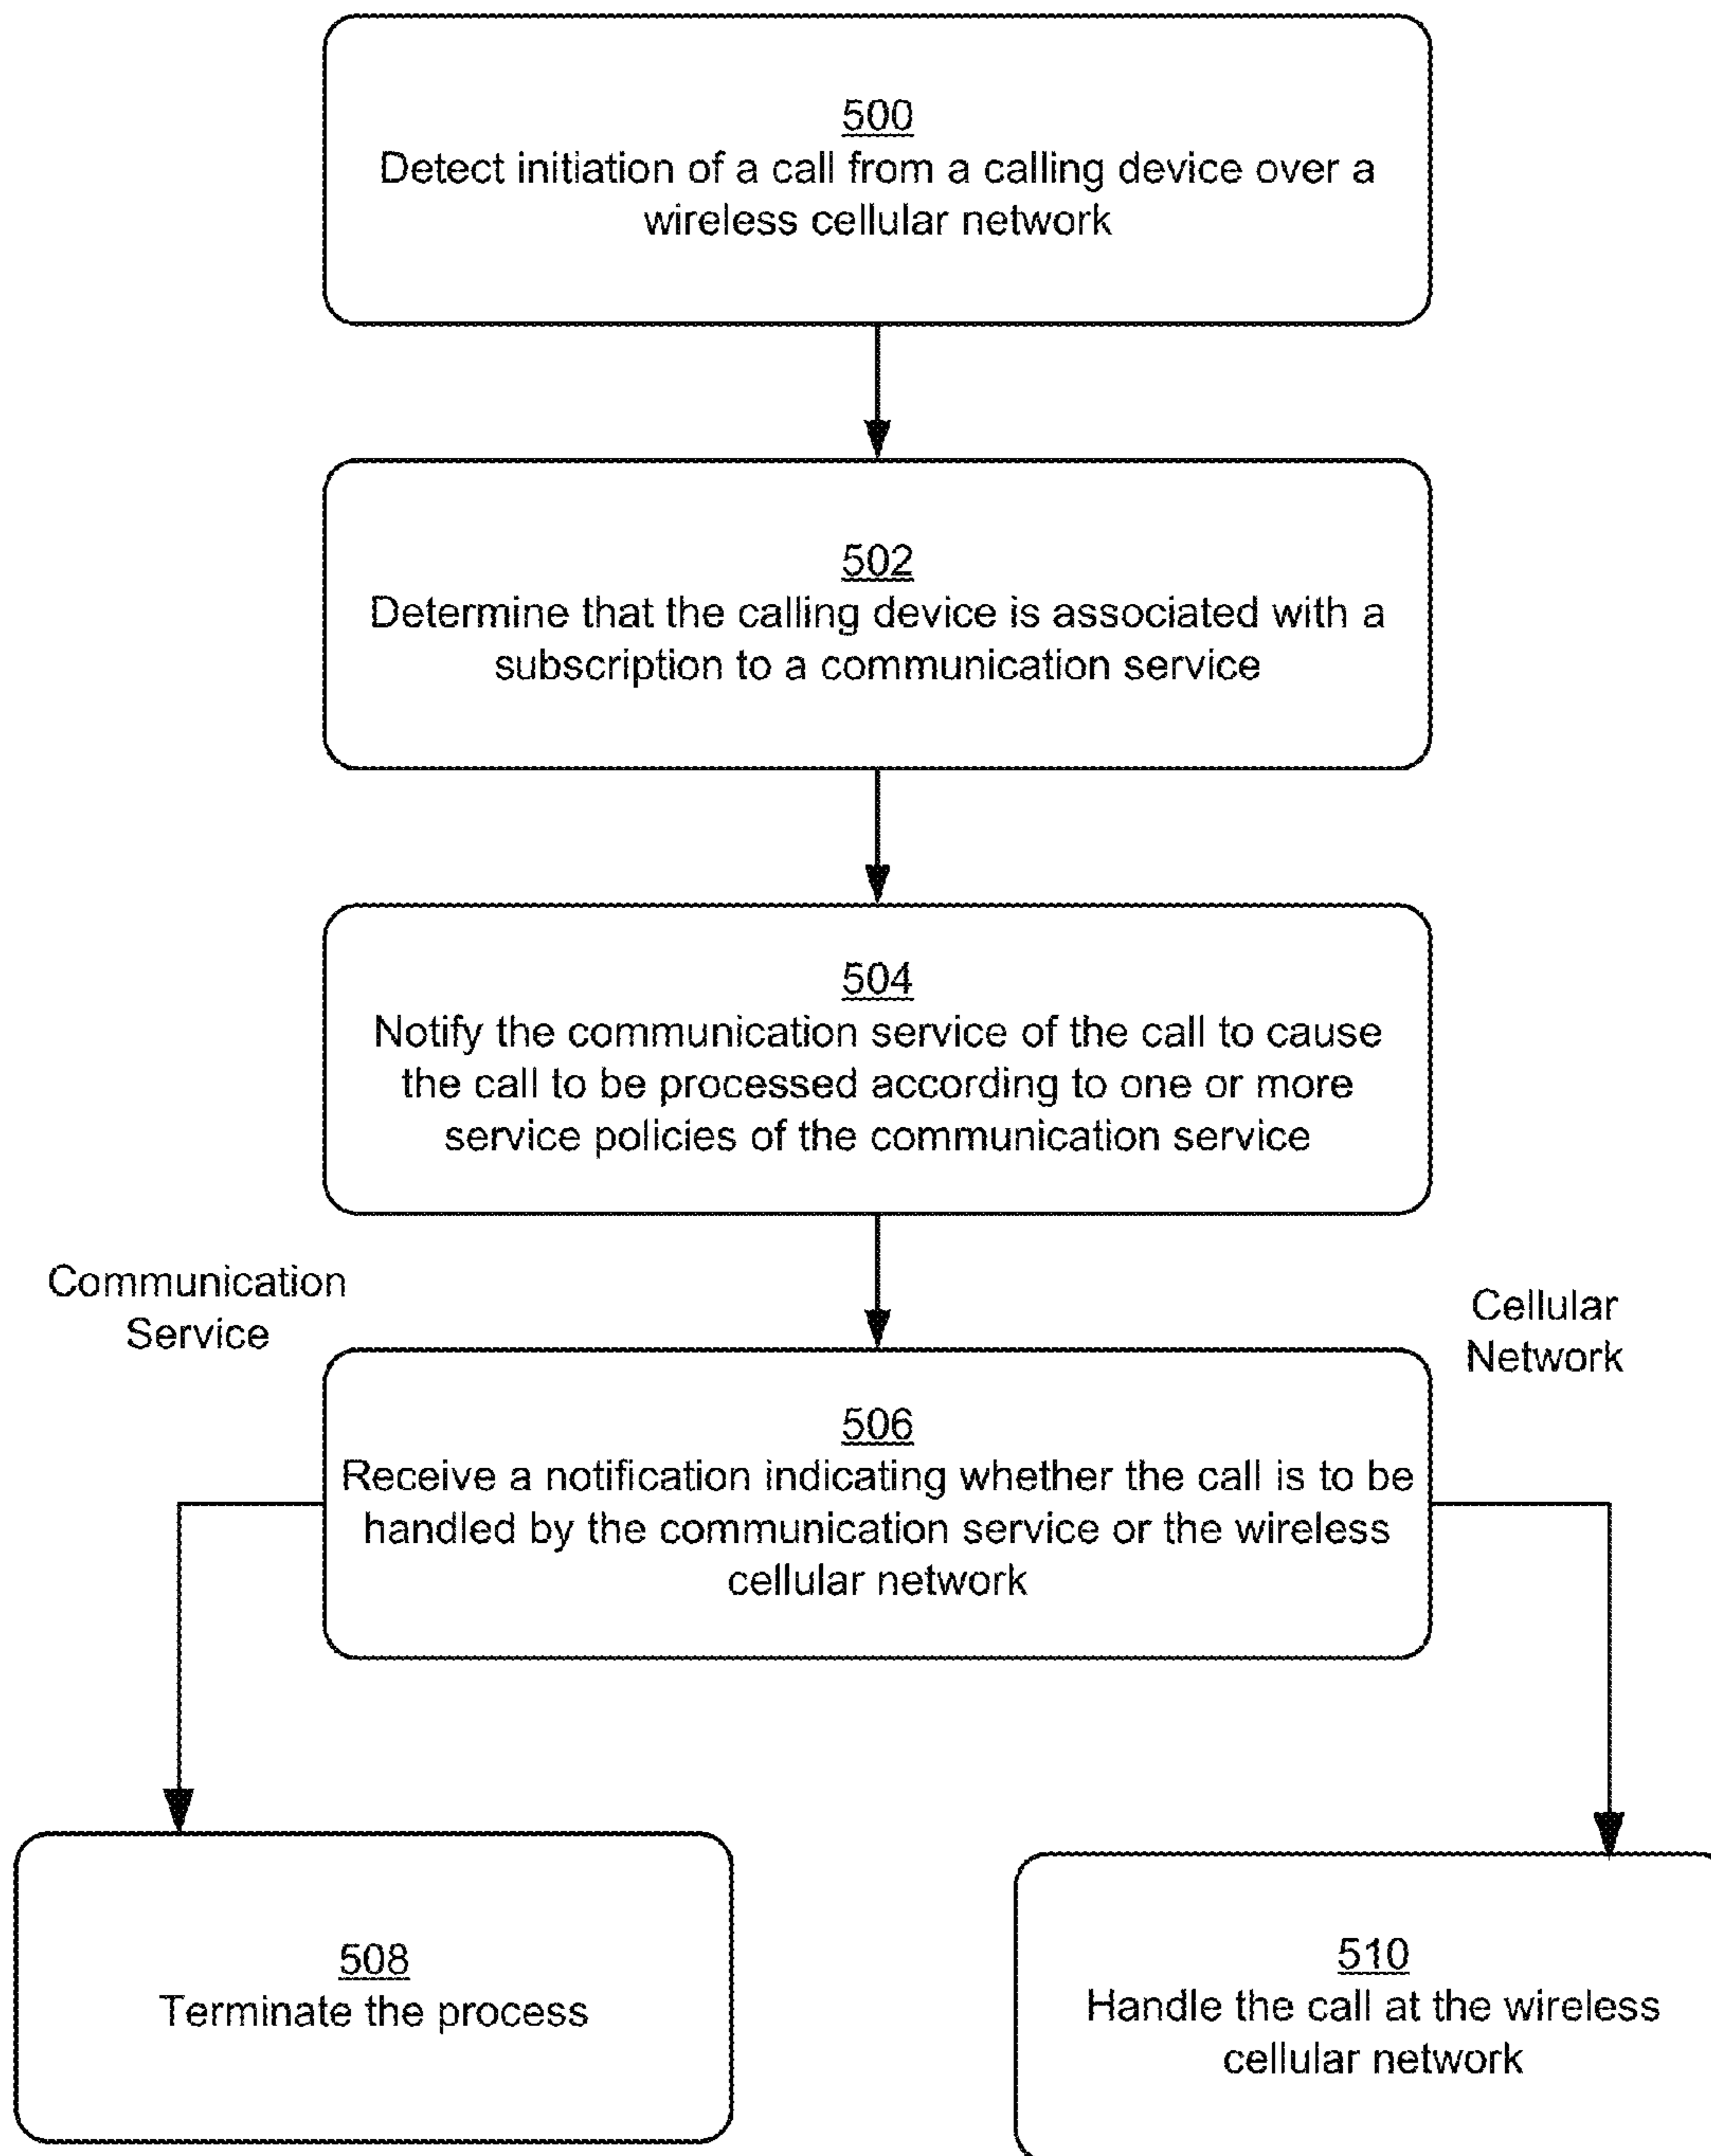 500
Detect initiation of a call from a calling device over a
wireless cellular network
502
Determine that the calling device is associated with a
subscription to a communication service
504
Notify the communication service of the call to cause
the call to be processed according to one or more
service policies of the communication service
Communication
Service
Cellular
Network
506
Receive a notification indicating whether the call is to be
handled by the communication service or the wireless
cellular network
508
Terminate the process
510
Handle the call at the wireless
cellular network